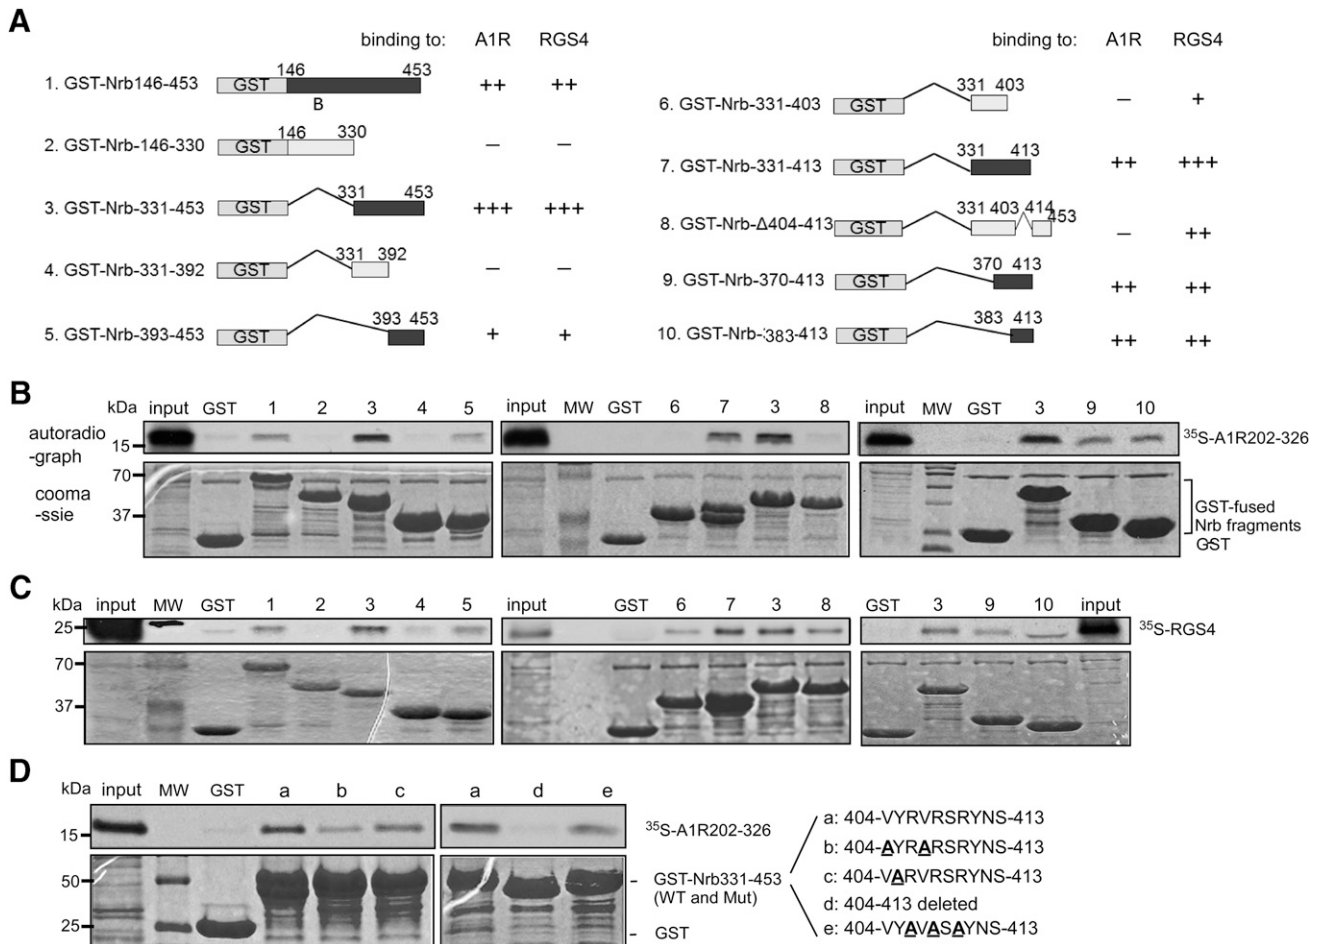 A
binding to: A1R RGS4
1. GST-Nrb146-453 GST 146 453 ++ ++
B
2. GST-Nrb-146-330 GST 146 330 – –
3. GST-Nrb-331-453 GST 331 453 +++ +++
4. GST-Nrb-331-392 GST 331 392 – –
5. GST-Nrb-393-453 GST 393 453 + +
binding to: A1R RGS4
6. GST-Nrb-331-403 GST 331 403 – +
7. GST-Nrb-331-413 GST 331 413 ++ +++
8. GST-Nrb-Δ404-413 GST 331 403 414 453 – ++
9. GST-Nrb-370-413 GST 370 413 ++ ++
10. GST-Nrb-383-413 GST 383 413 ++ ++
B
kDa input GST 1 2 3 4 5
input MW GST 6 7 3 8
input MW GST 3 9 10
autoradio
-graph
15
35S-A1R202-326
70
cooma
-ssie
37
GST-fused
Nrb fragments
GST
C
kDa input MW GST 1 2 3 4 5
input GST 6 7 3 8
GST 3 9 10 input
25
35S-RGS4
70
37
D
kDa input MW GST a b c
a d e
15
35S-A1R202-326
50
GST-Nrb331-453
(WT and Mut)
25
GST
a: 404-VYRVRSRYNS-413
b: 404-AYRARSRYNS-413
c: 404-VARVRSRYNS-413
d: 404-413 deleted
e: 404-VYAVASAYNS-413